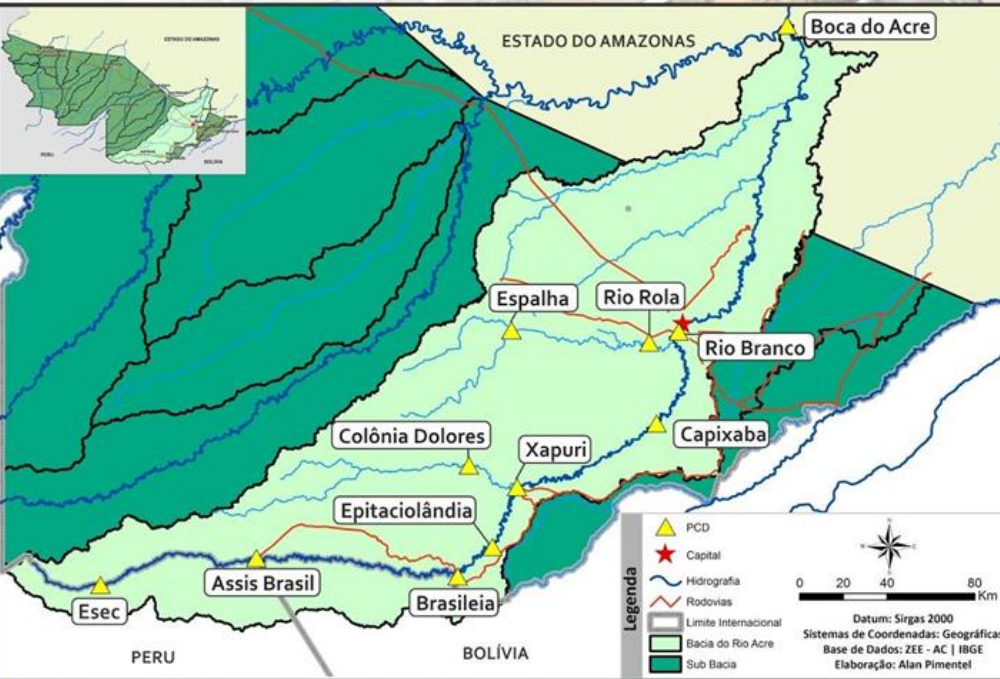 ESTADO DO AMAZONAS
PERU
BOLÍVIA
ESTADO DO AMAZONAS
Boca do Acre
Espalha
Rio Rola
Rio Branco
Colônia Dolores
Xapuri
Capixaba
Epitaciolândia
Assis Brasil
Esec
Brasileia
PERU
BOLÍVIA
Legenda
PCD
Capital
Hidrografia
Rodovias
Limite Internacional
Bacia do Rio Acre
Sub Bacia
0 20 40 80
Km
Datum: Sirgas 2000
Sistemas de Coordenadas: Geográficas
Base de Dados: ZEE - AC | IBGE
Elaboração: Alan Pimentel